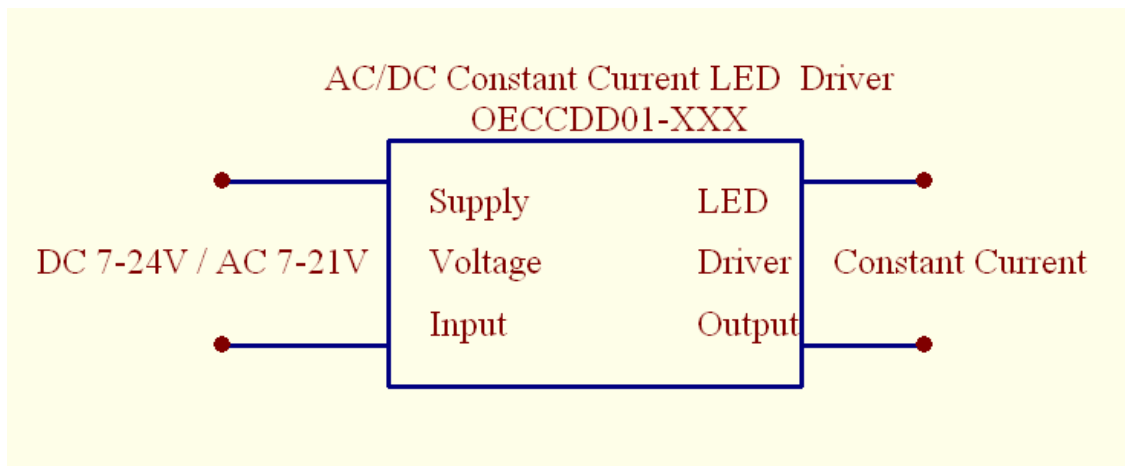 AC/DC Constant Current LED Driver
OECCDD01-XXX
Supply LED
DC 7-24V / AC 7-21V Voltage Driver Constant Current
Input Output